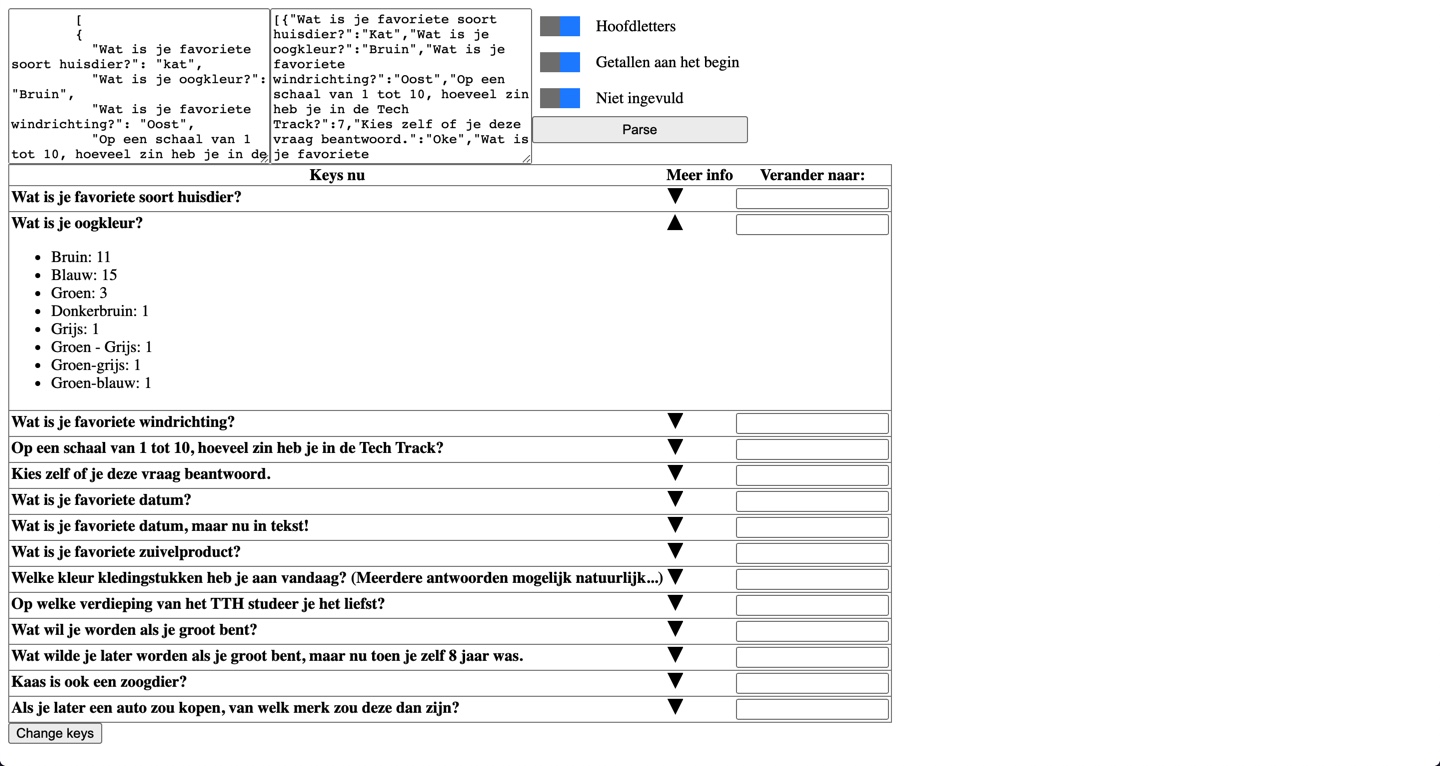 [
{
"Wat is je favoriete
soort huisdier?": "kat",
"Wat is je oogkleur?":
"Bruin",
"Wat is je favoriete
windrichting?": "Oost",
"Op een schaal van 1
tot 10, hoeveel zin heb je in de
[{"Wat is je favoriete soort
huisdier?":"Kat","Wat is je
oogkleur?":"Bruin","Wat is je
favoriete
windrichting?":"Oost","Op een
schaal van 1 tot 10, hoeveel zin
heb je in de Tech
Track?":7,"Kies zelf of je deze
vraag beantwoord.":"Oke","Wat is
je favoriete
Hoofdletters
Getallen aan het begin
Niet ingevuld
Parse
Keys nu Meer info Verander naar:
Wat is je favoriete soort huisdier? ▼
Wat is je oogkleur? ▲
• Bruin: 11
• Blauw: 15
• Groen: 3
• Donkerbruin: 1
• Grijs: 1
• Groen - Grijs: 1
• Groen-grijs: 1
• Groen-blauw: 1
Wat is je favoriete windrichting? ▼
Op een schaal van 1 tot 10, hoeveel zin heb je in de Tech Track? ▼
Kies zelf of je deze vraag beantwoord. ▼
Wat is je favoriete datum? ▼
Wat is je favoriete datum, maar nu in tekst! ▼
Wat is je favoriete zuivelproduct? ▼
Welke kleur kledingstukken heb je aan vandaag? (Meerdere antwoorden mogelijk natuurlijk...) ▼
Op welke verdieping van het TTH studeer je het liefst? ▼
Wat wil je worden als je groot bent? ▼
Wat wilde je later worden als je groot bent, maar nu toen je zelf 8 jaar was. ▼
Kaas is ook een zoogdier? ▼
Als je later een auto zou kopen, van welk merk zou deze dan zijn? ▼
Change keys